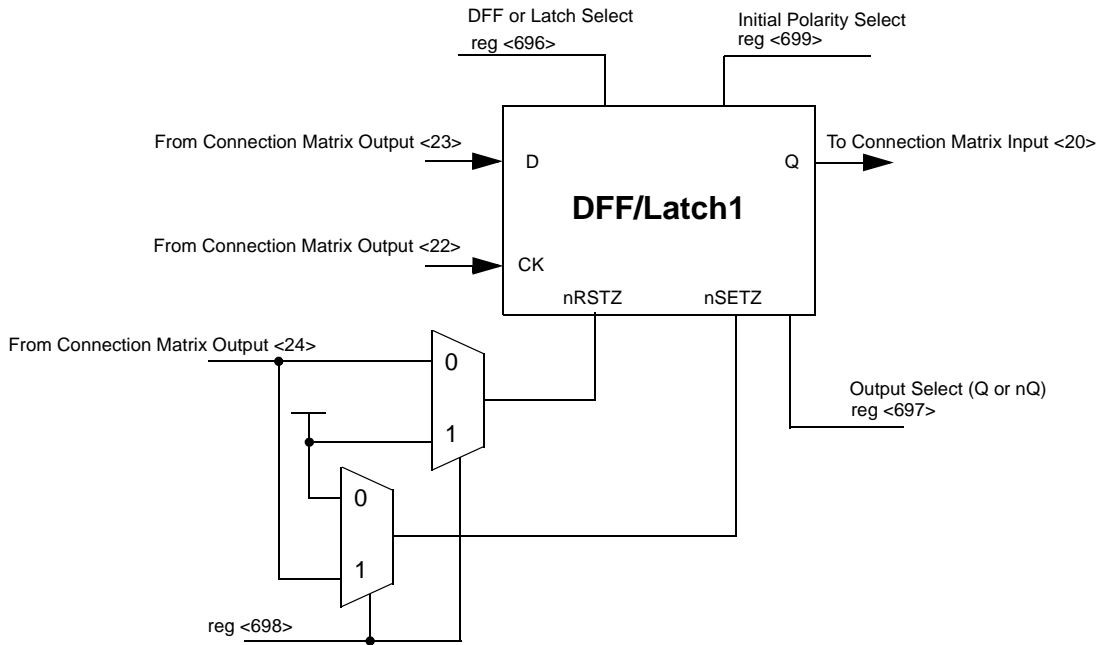 DFF or Latch Select
reg <696>
Initial Polarity Select
reg <699>
From Connection Matrix Output <23>
D
Q
To Connection Matrix Input <20>
DFF/Latch1
From Connection Matrix Output <22>
CK
nRSTZ
nSETZ
From Connection Matrix Output <24>
0
1
Output Select (Q or nQ)
reg <697>
0
1
reg <698>